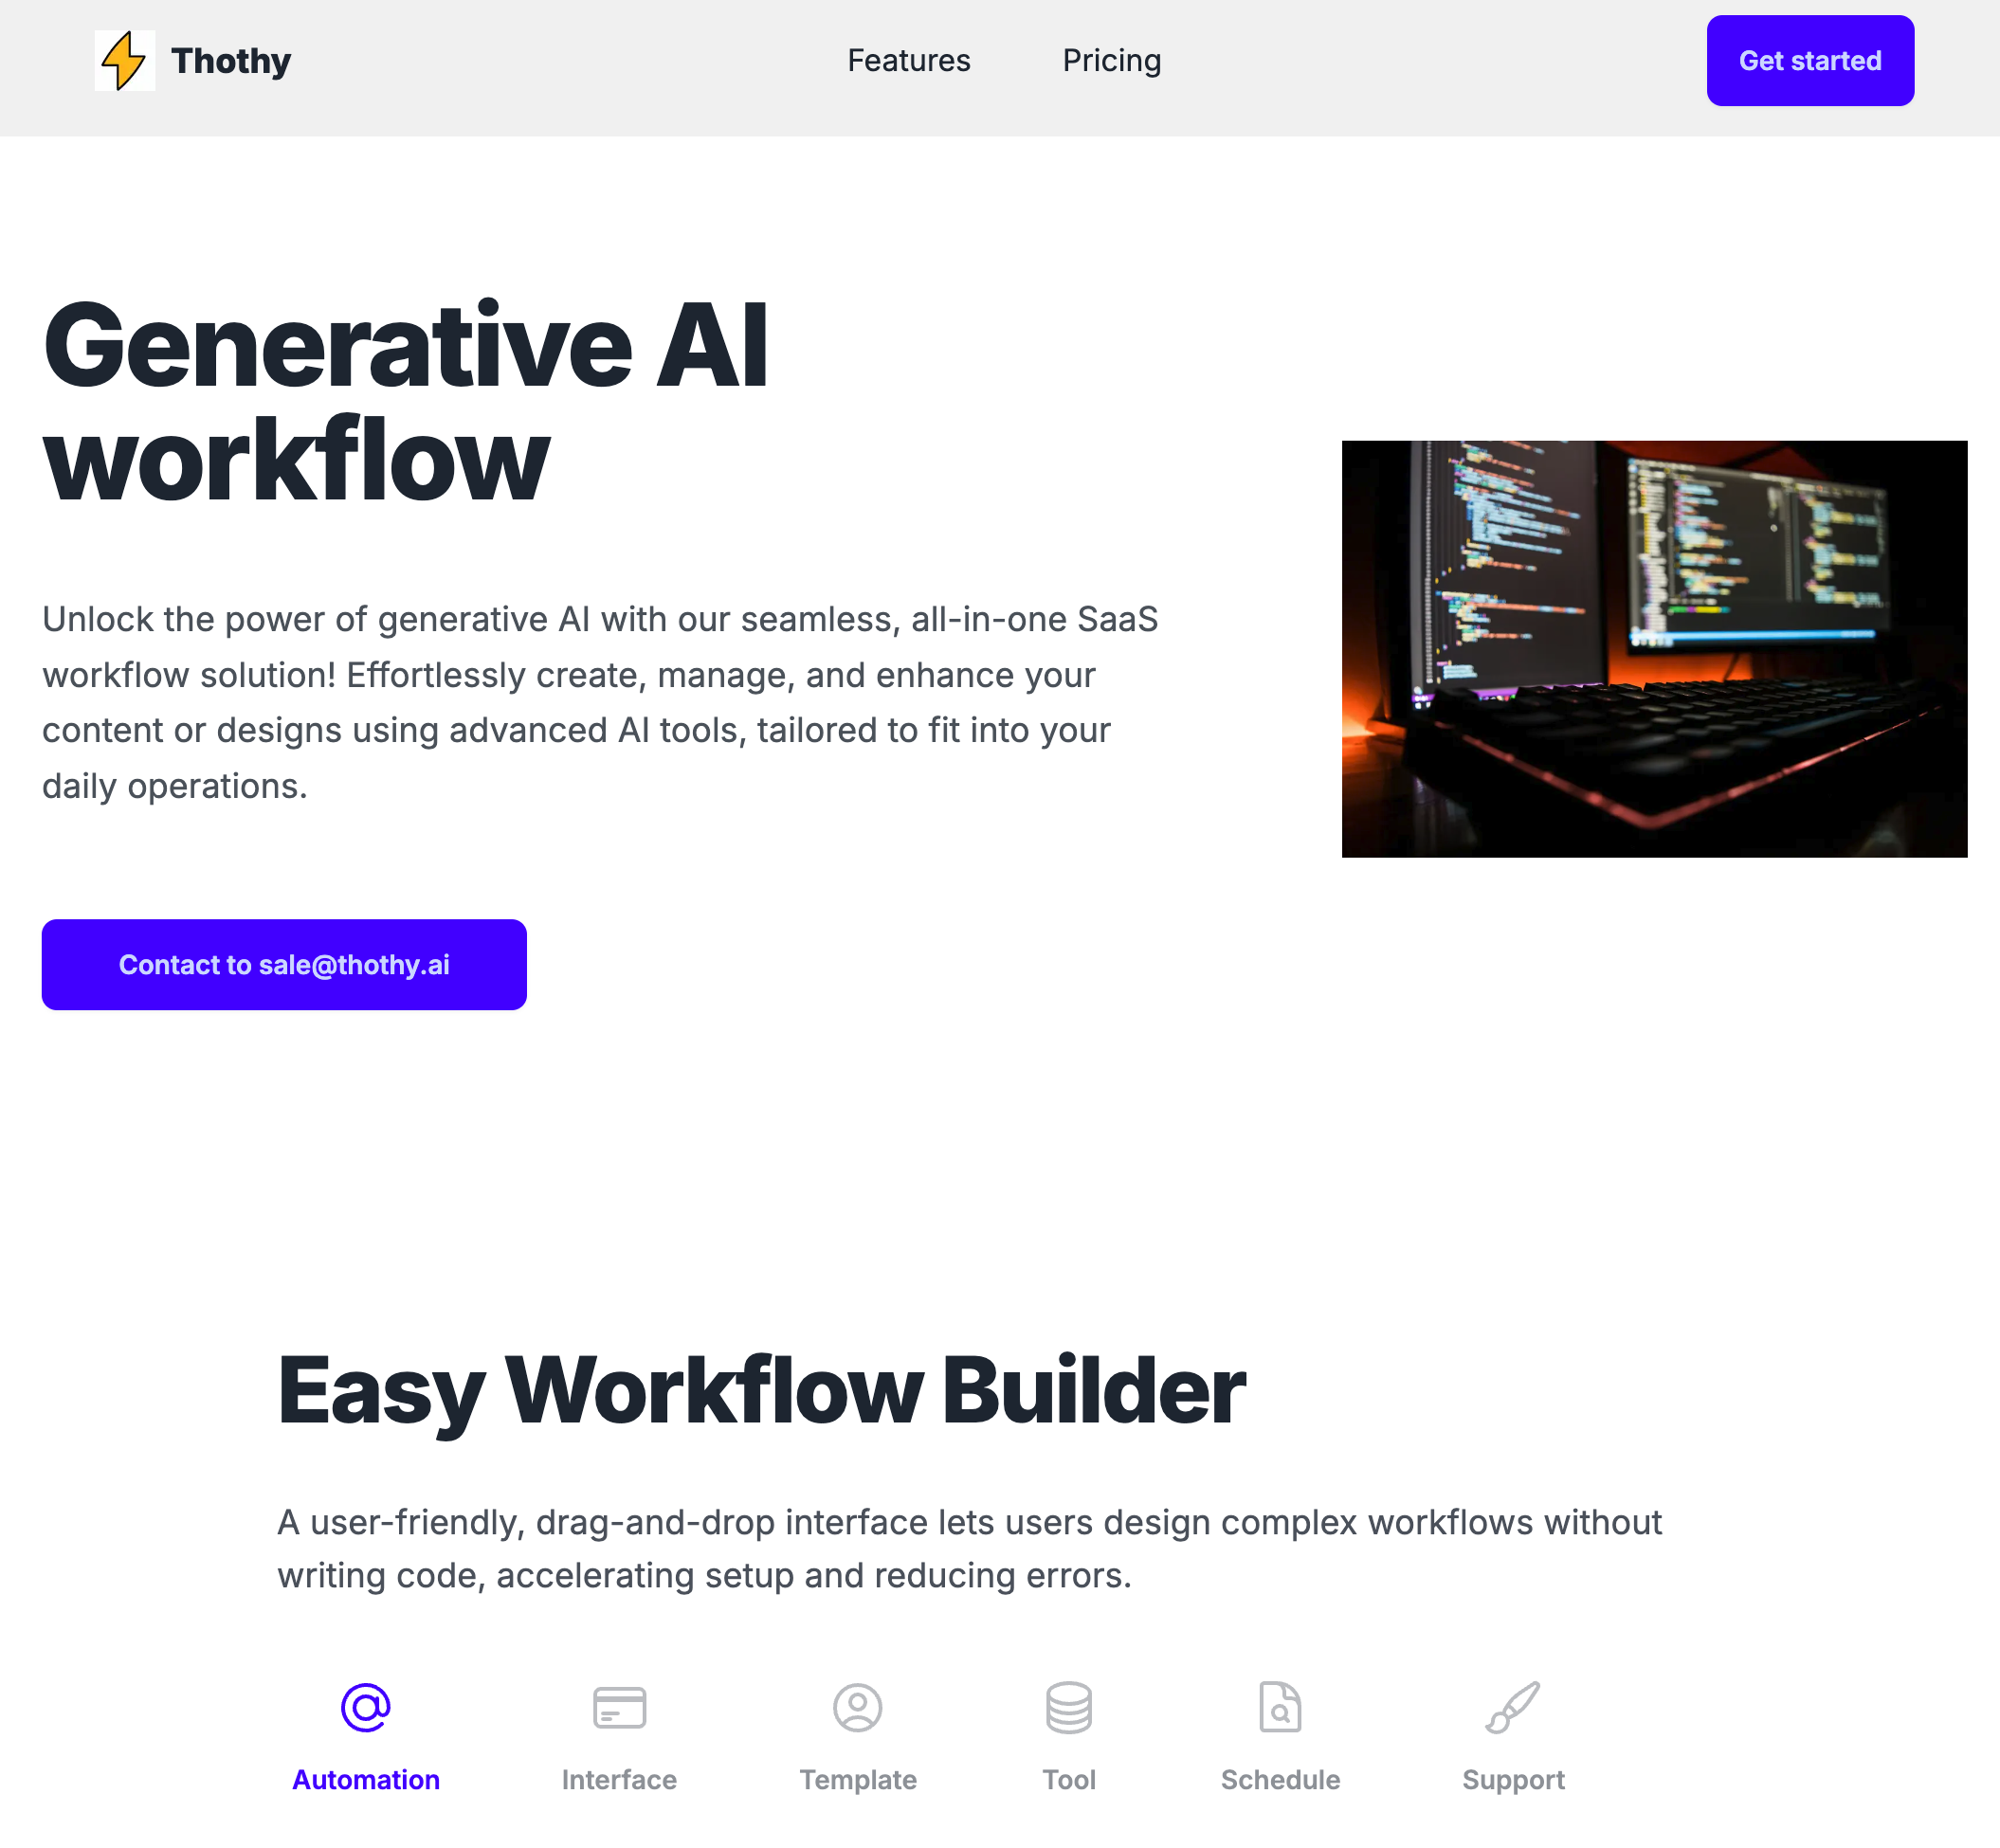 Thothy
Features
Pricing
Get started
Generative AI
workflow
Unlock the power of generative AI with our seamless, all-in-one SaaS
workflow solution! Effortlessly create, manage, and enhance your
content or designs using advanced AI tools, tailored to fit into your
daily operations.
Contact to sale@thothy.ai
Easy Workflow Builder
A user-friendly, drag-and-drop interface lets users design complex workflows without
writing code, accelerating setup and reducing errors.
Automation
Interface
Template
Tool
Schedule
Support